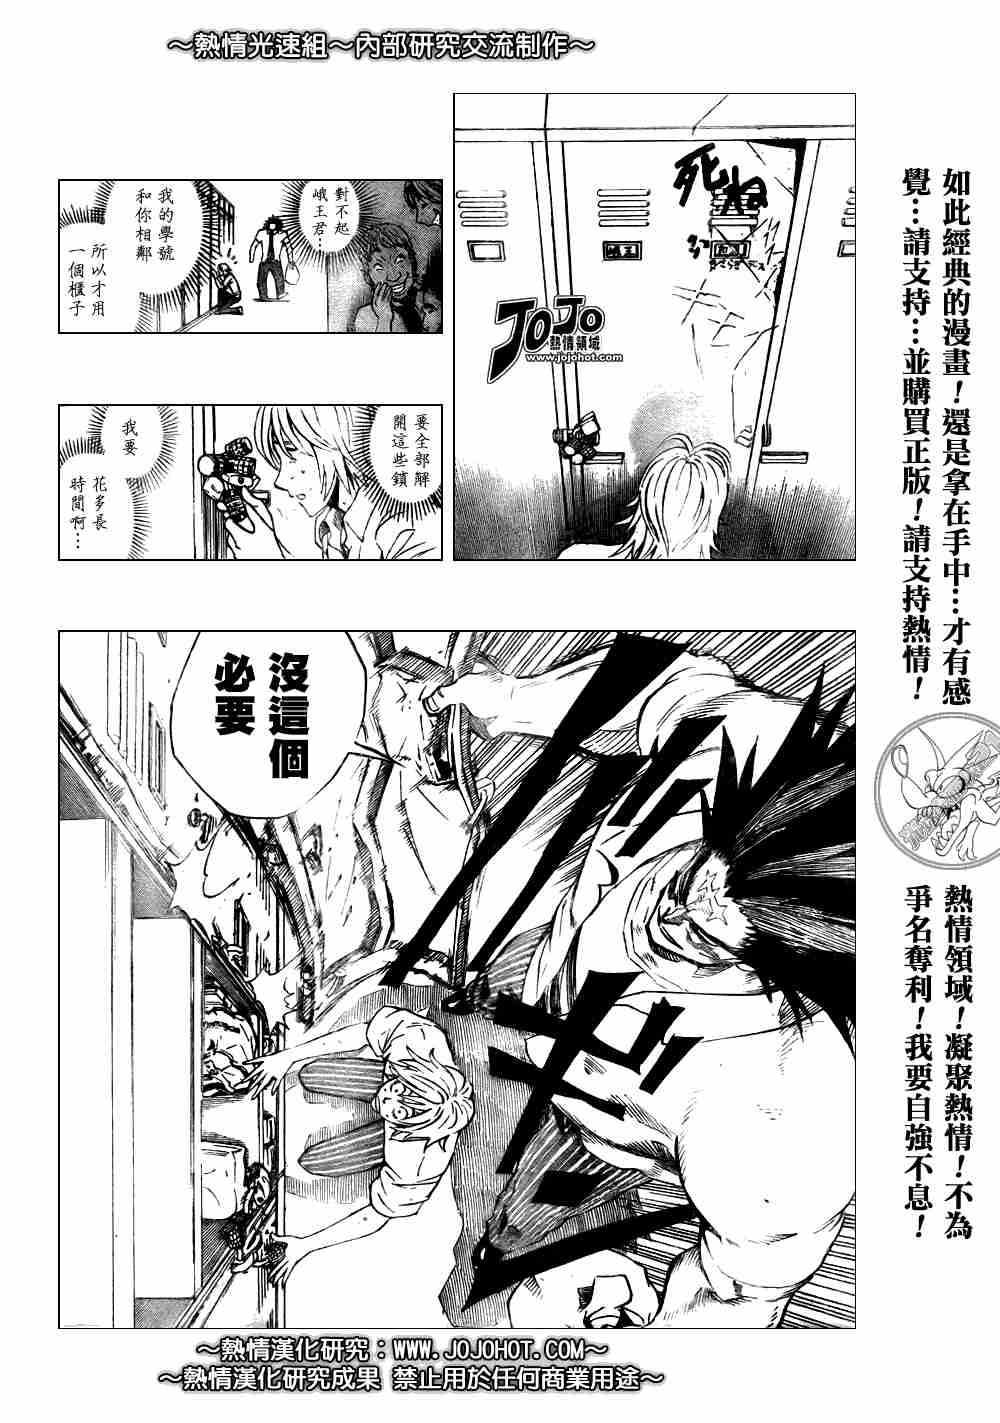 ～熱情光速組～內部研究交流制作～
死ね
峨王
JOJO
熱情領域
www.jojohot.com
對不起
峨王君…
我的學號
和你相鄰
所以才用
一個櫃子
要全部解
開這些鎖
我要
花多長
時間啊…
沒這個
必要
バギン
如此經典的漫畫！還是拿在手中…才有感
覺…請支持…並購買正版！請支持熱情！
熱情領域！凝聚熱情！不為
爭名奪利！我要自強不息！
～熱情漢化研究：WWW.JOJOHOT.COM～
～熱情漢化研究成果 禁止用於任何商業用途～